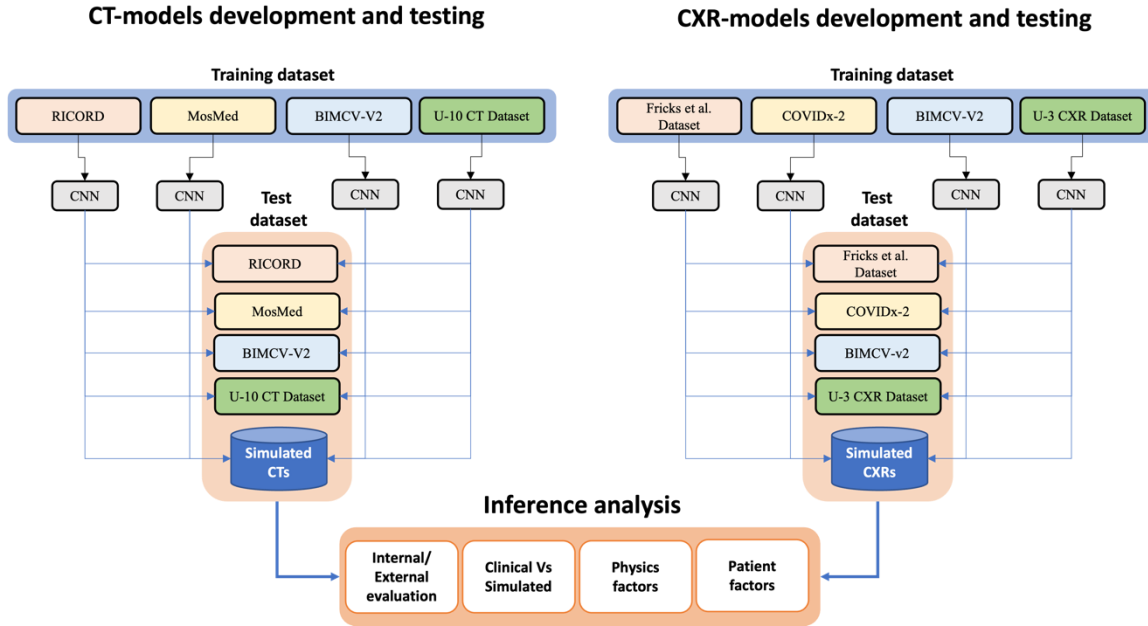 CT-models development and testing
Training dataset
RICORD
MosMed
BIMCV-V2
U-10 CT Dataset
CNN
CNN
CNN
CNN
Test
dataset
RICORD
MosMed
BIMCV-V2
U-10 CT Dataset
Simulated
CTs
CXR-models development and testing
Training dataset
Fricks et al.
Dataset
COVIDx-2
BIMCV-V2
U-3 CXR Dataset
CNN
CNN
CNN
CNN
Test
dataset
Fricks et al.
Dataset
COVIDx-2
BIMCV-v2
U-3 CXR Dataset
Simulated
CXRs
Inference analysis
Internal/
External
evaluation
Clinical Vs
Simulated
Physics
factors
Patient
factors